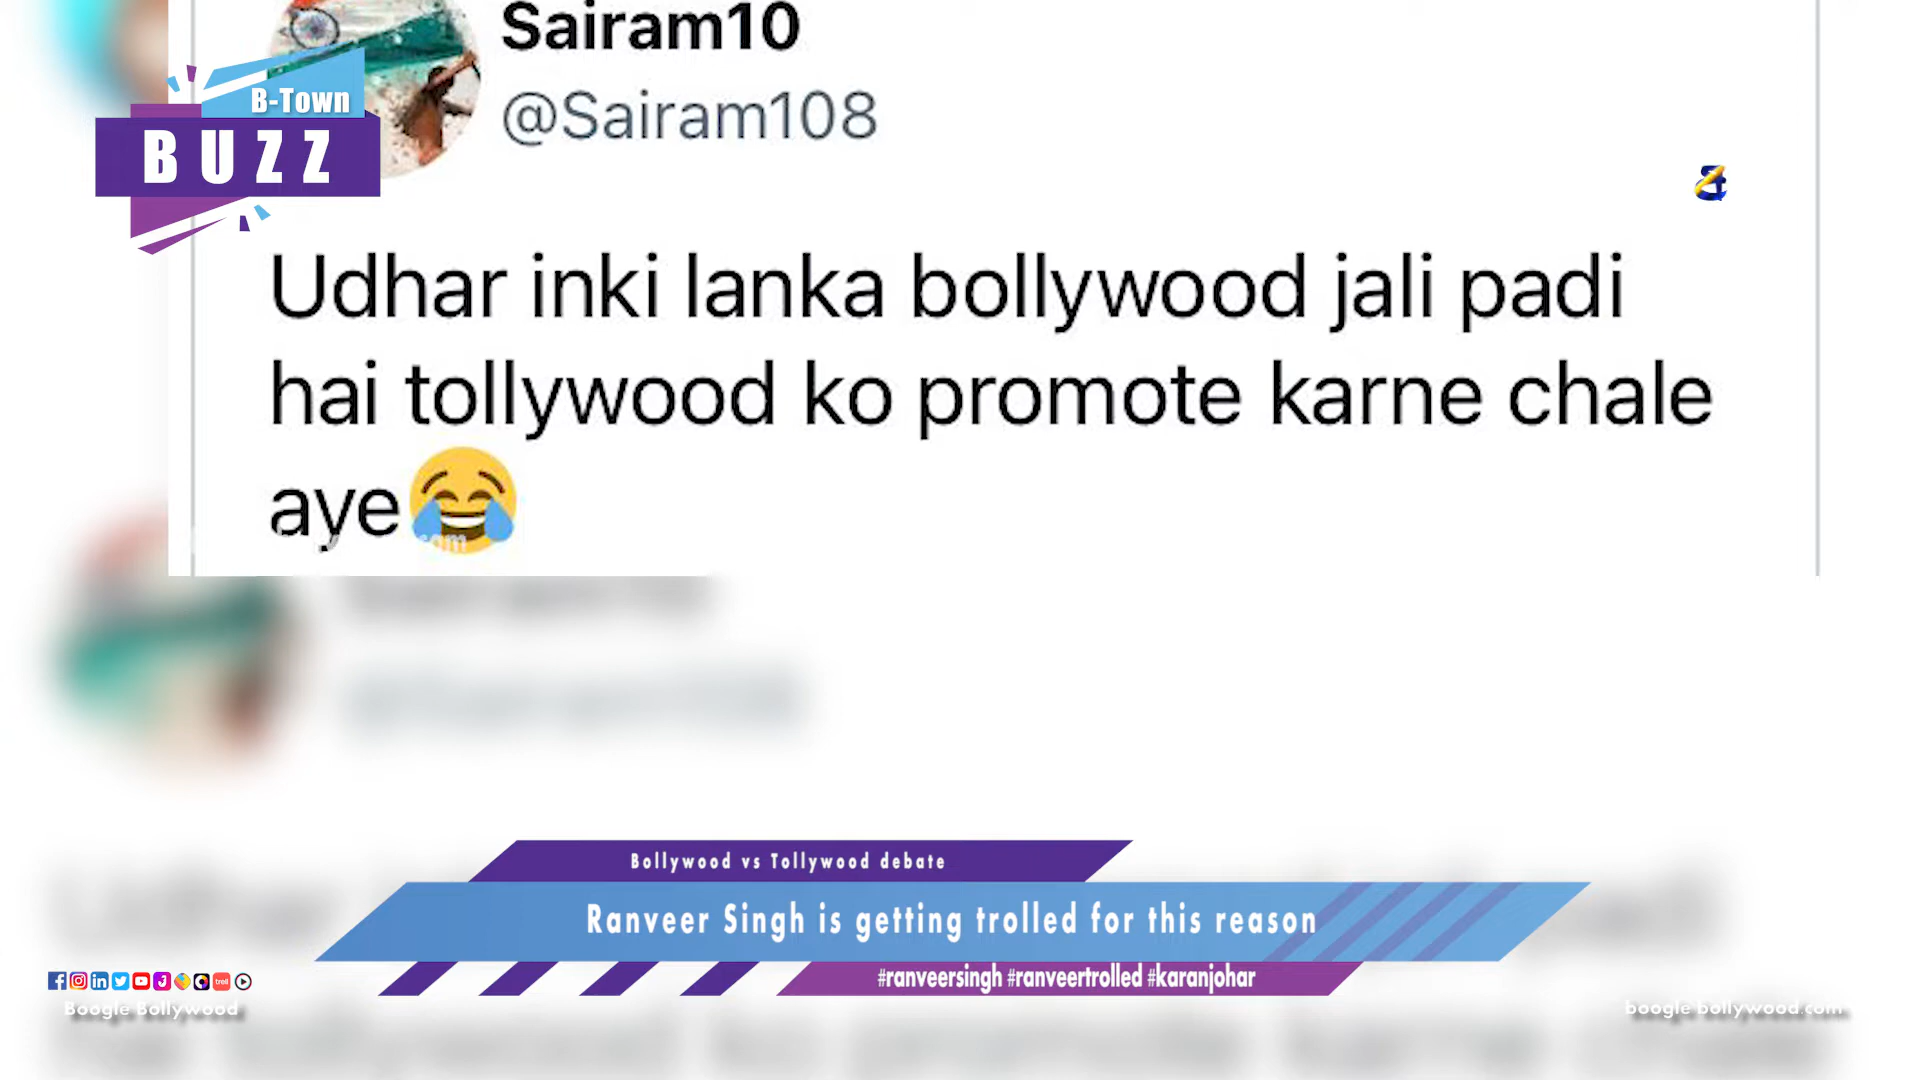 Sairam10
@Sairam108
B-Town
BUZZ
Udhar inki lanka bollywood jali padi
hai tollywood ko promote karne chale
aye😂
Bollywood vs Tollywood debate
Ranveer Singh is getting trolled for this reason
#ranveersingh #ranveertrolled #karanjohar
Boogle Bollywood
boogle bollywood.com